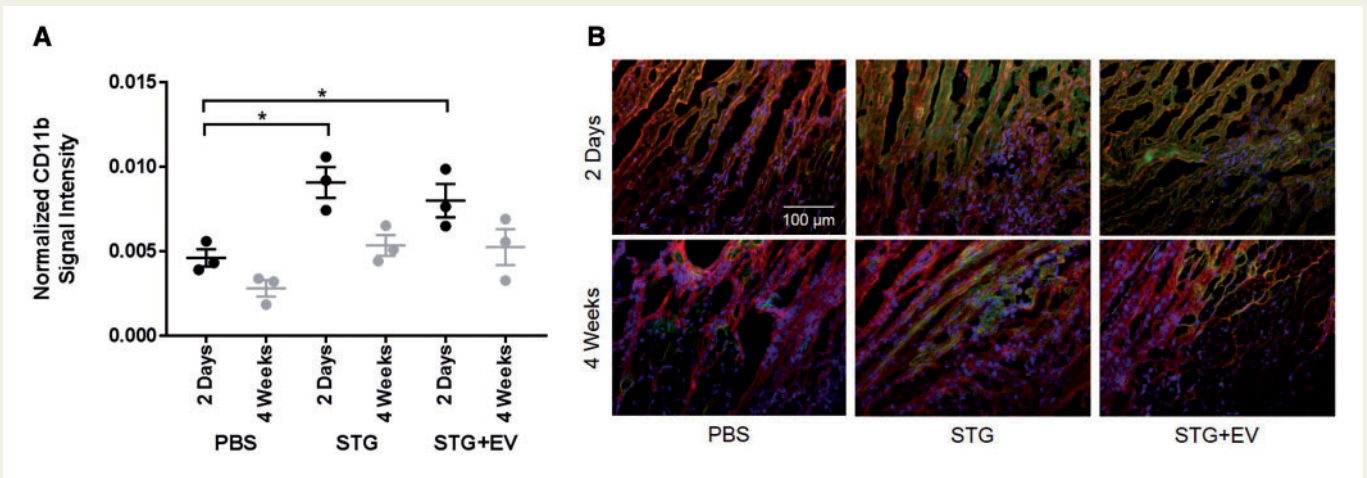 A
Normalized CD11b
Signal Intensity
0.015
0.010
0.005
0.000
*
*
2 Days
4 Weeks
2 Days
4 Weeks
2 Days
4 Weeks
PBS
STG
STG+EV
B
2 Days
4 Weeks
100 µm
PBS
STG
STG+EV